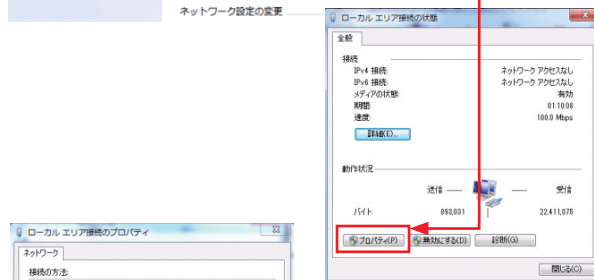 ネットワーク設定の変更
ローカル エリア接続の状態
全般
接続
IPv4 接続: ネットワーク アクセスなし
IPv6 接続: ネットワーク アクセスなし
メディアの状態: 有効
期間: 01:10:00
速度: 100.0 Mbps
詳細(E)...
動作状況
送信 受信
バイト: 893,031 22,411,075
プロパティ(P) 無効にする(D) 診断(G)
閉じる(C)
ローカル エリア接続のプロパティ
ネットワーク
接続の方法: